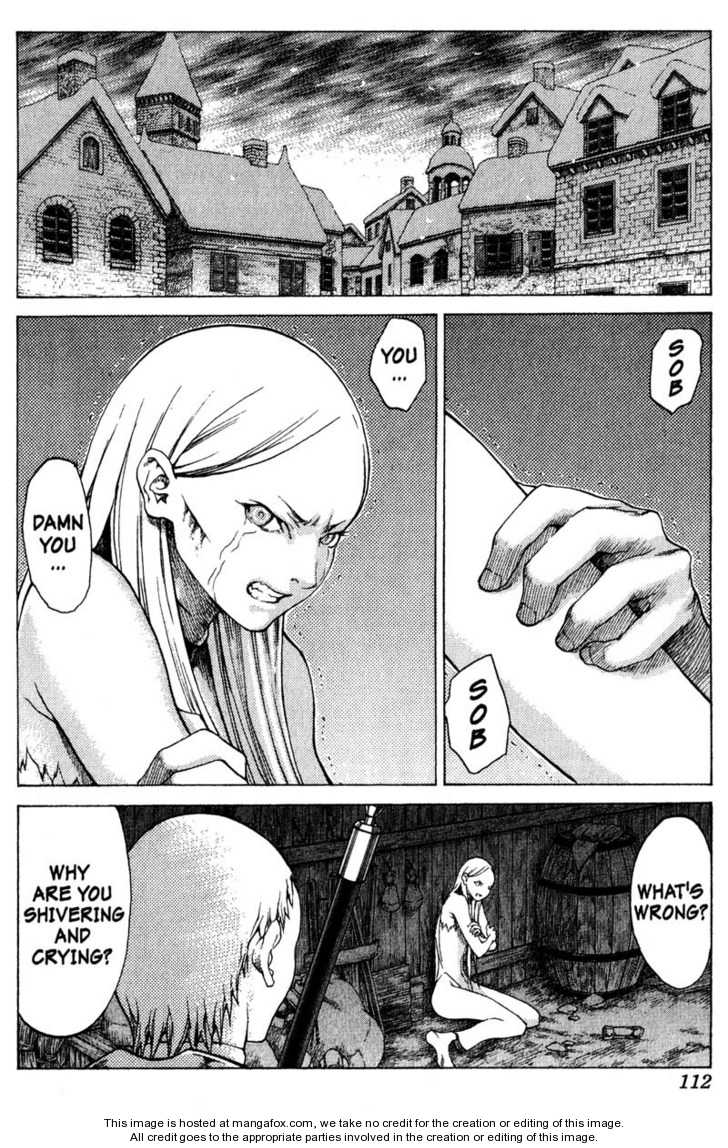 SOB
SOB
YOU
...
DAMN
YOU
...
WHAT'S
WRONG?
WHY
ARE YOU
SHIVERING
AND
CRYING?
112
This image is hosted at mangafox.com, we take no credit for the creation or editing of this image.
All credit goes to the appropriate parties involved in the creation or editing of this image.